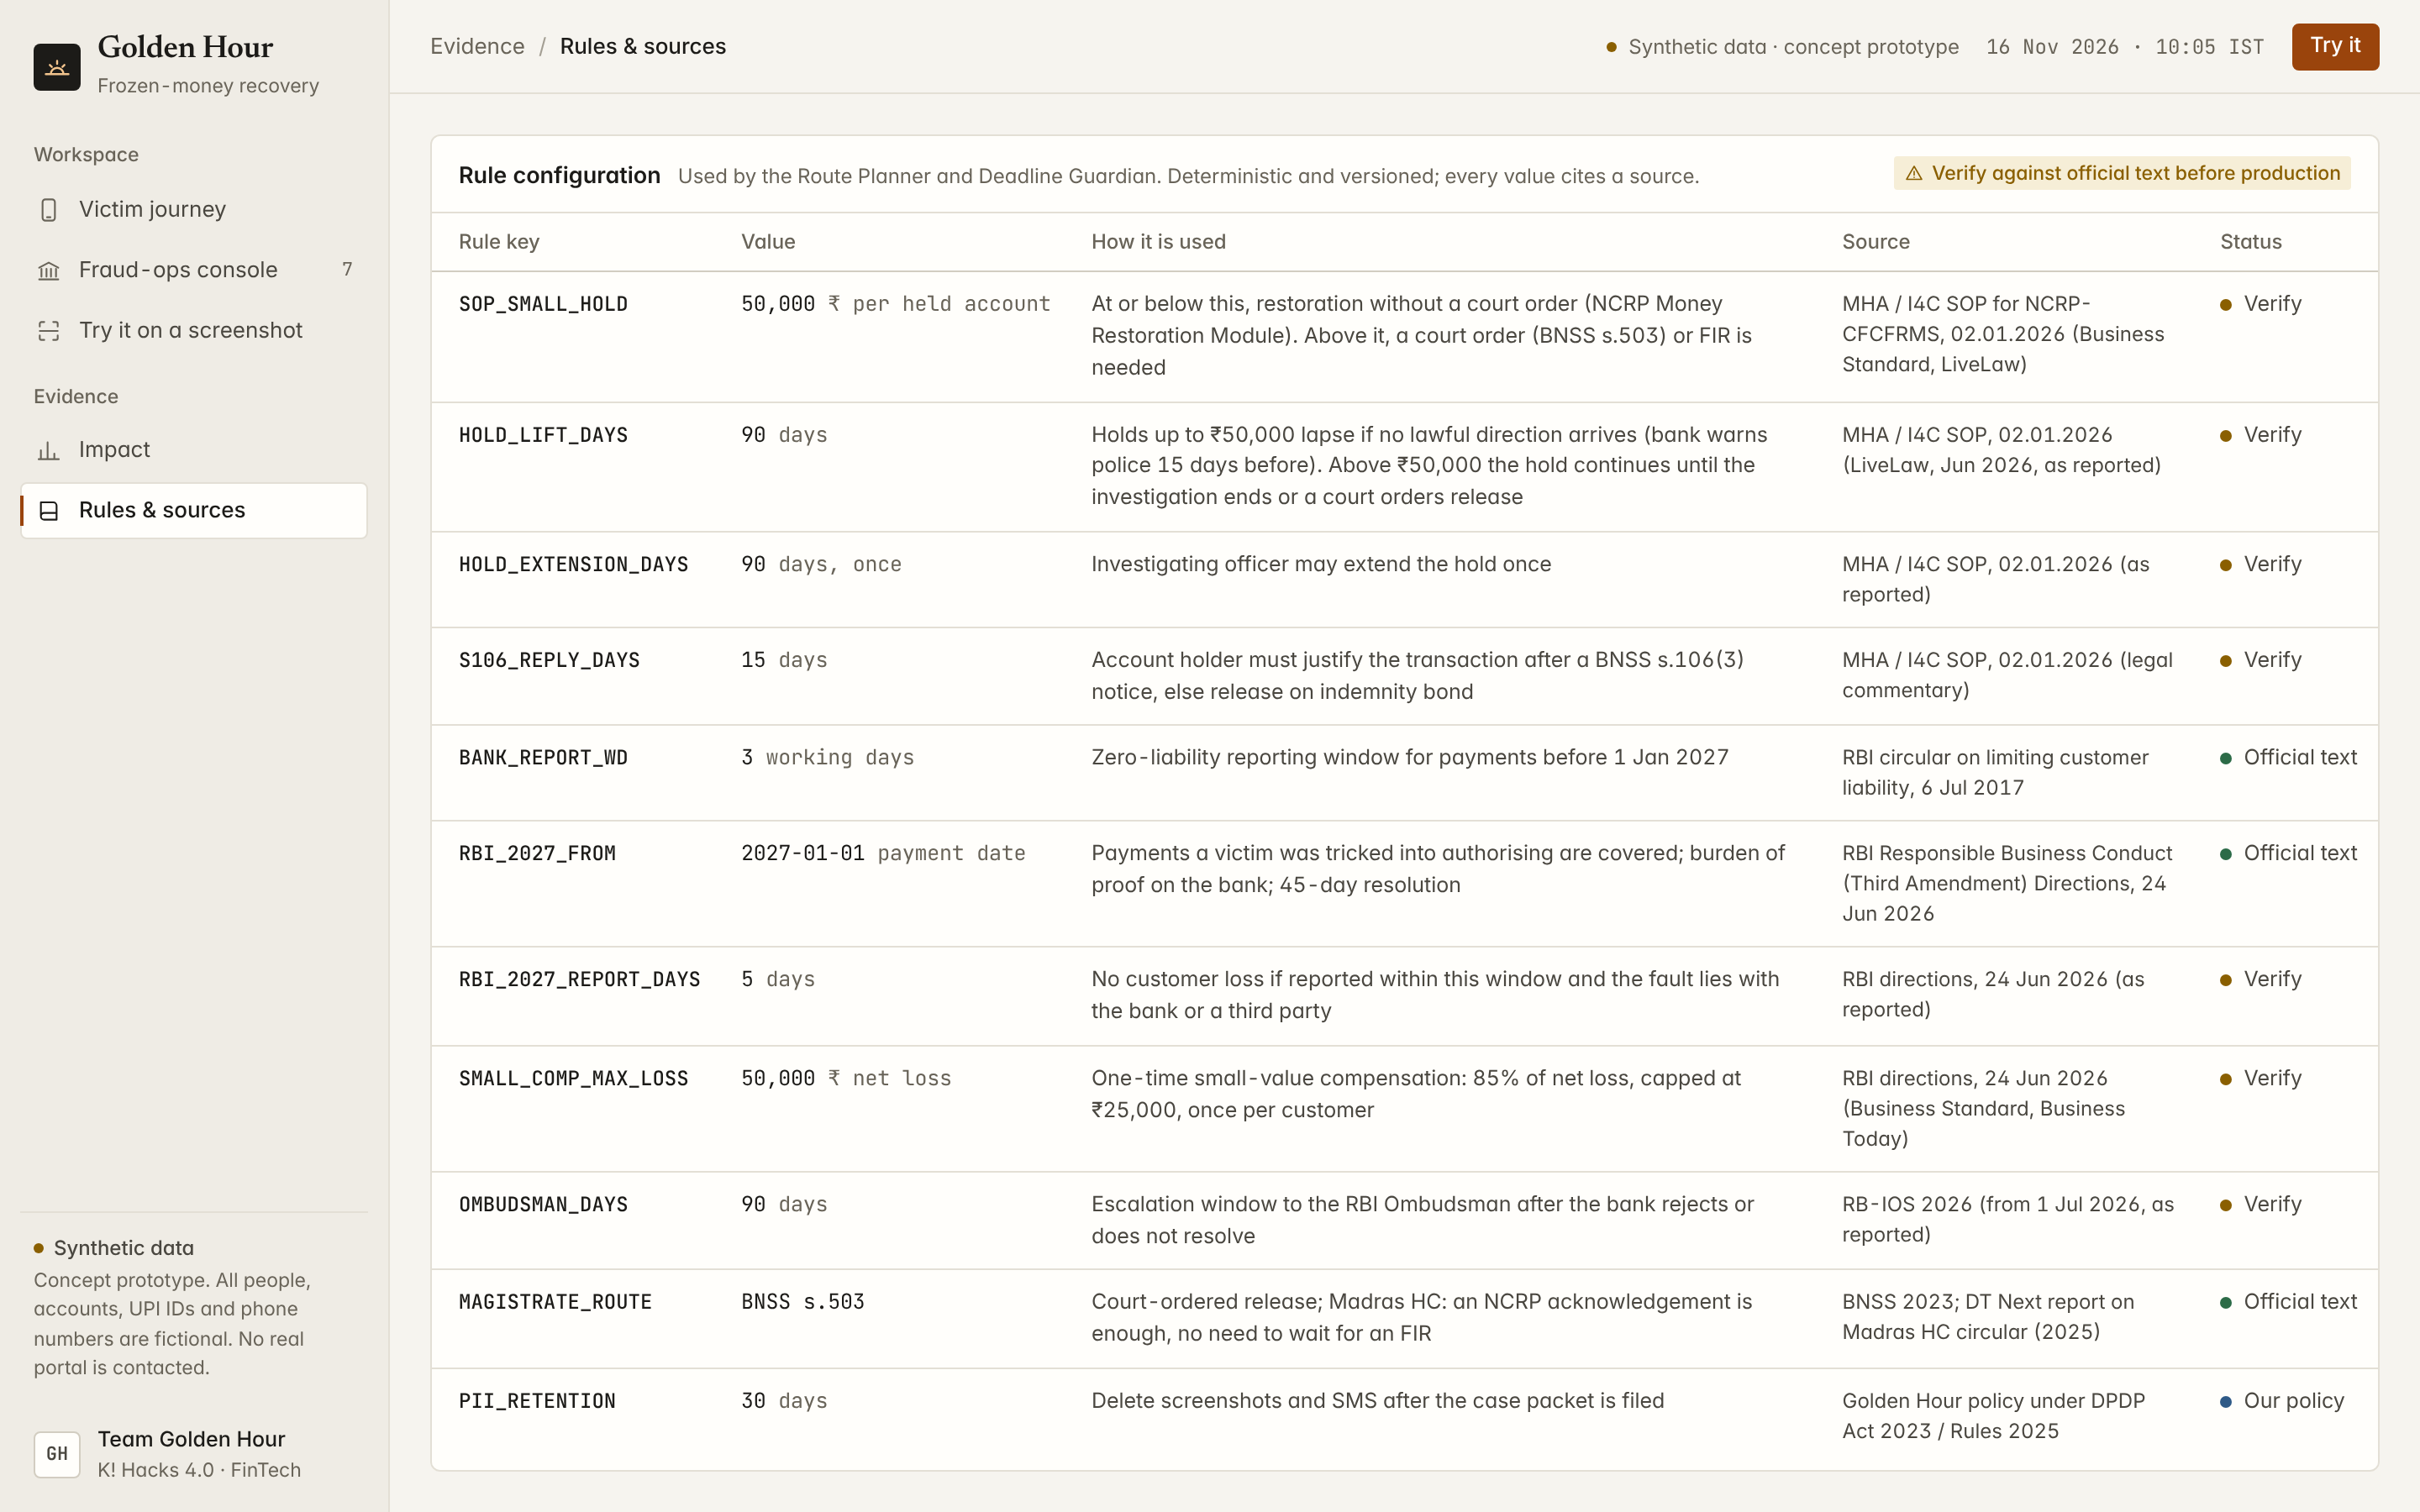 Golden Hour
Frozen-money recovery
Workspace
Victim journey
Fraud-ops console 7
Try it on a screenshot
Evidence
Impact
Rules & sources
Synthetic data
Concept prototype. All people,
accounts, UPI IDs and phone
numbers are fictional. No real
portal is contacted.
GH
Team Golden Hour
K! Hacks 4.0 · FinTech
Evidence / Rules & sources
Synthetic data · concept prototype 16 Nov 2026 · 10:05 IST Try it
Rule configuration Used by the Route Planner and Deadline Guardian. Deterministic and versioned; every value cites a source. Verify against official text before production
Rule key Value How it is used Source Status
SOP_SMALL_HOLD 50,000 ₹ per held account At or below this, restoration without a court order (NCRP Money MHA / I4C SOP for NCRP- Verify
Restoration Module). Above it, a court order (BNSS s.503) or FIR is CFCFRMS, 02.01.2026 (Business
needed Standard, LiveLaw)
HOLD_LIFT_DAYS 90 days Holds up to ₹50,000 lapse if no lawful direction arrives (bank warns MHA / I4C SOP, 02.01.2026 Verify
police 15 days before). Above ₹50,000 the hold continues until the (LiveLaw, Jun 2026, as reported)
investigation ends or a court orders release
HOLD_EXTENSION_DAYS 90 days, once Investigating officer may extend the hold once MHA / I4C SOP, 02.01.2026 (as Verify
reported)
S106_REPLY_DAYS 15 days Account holder must justify the transaction after a BNSS s.106(3) MHA / I4C SOP, 02.01.2026 (legal Verify
notice, else release on indemnity bond commentary)
BANK_REPORT_WD 3 working days Zero-liability reporting window for payments before 1 Jan 2027 RBI circular on limiting customer Official text
liability, 6 Jul 2017
RBI_2027_FROM 2027-01-01 payment date Payments a victim was tricked into authorising are covered; burden of RBI Responsible Business Conduct Official text
proof on the bank; 45-day resolution (Third Amendment) Directions, 24
Jun 2026
RBI_2027_REPORT_DAYS 5 days No customer loss if reported within this window and the fault lies with RBI directions, 24 Jun 2026 (as Verify
the bank or a third party reported)
SMALL_COMP_MAX_LOSS 50,000 ₹ net loss One-time small-value compensation: 85% of net loss, capped at RBI directions, 24 Jun 2026 Verify
₹25,000, once per customer (Business Standard, Business
Today)
OMBUDSMAN_DAYS 90 days Escalation window to the RBI Ombudsman after the bank rejects or RB-IOS 2026 (from 1 Jul 2026, as Verify
does not resolve reported)
MAGISTRATE_ROUTE BNSS s.503 Court-ordered release; Madras HC: an NCRP acknowledgement is BNSS 2023; DT Next report on Official text
enough, no need to wait for an FIR Madras HC circular (2025)
PII_RETENTION 30 days Delete screenshots and SMS after the case packet is filed Golden Hour policy under DPDP Our policy
Act 2023 / Rules 2025